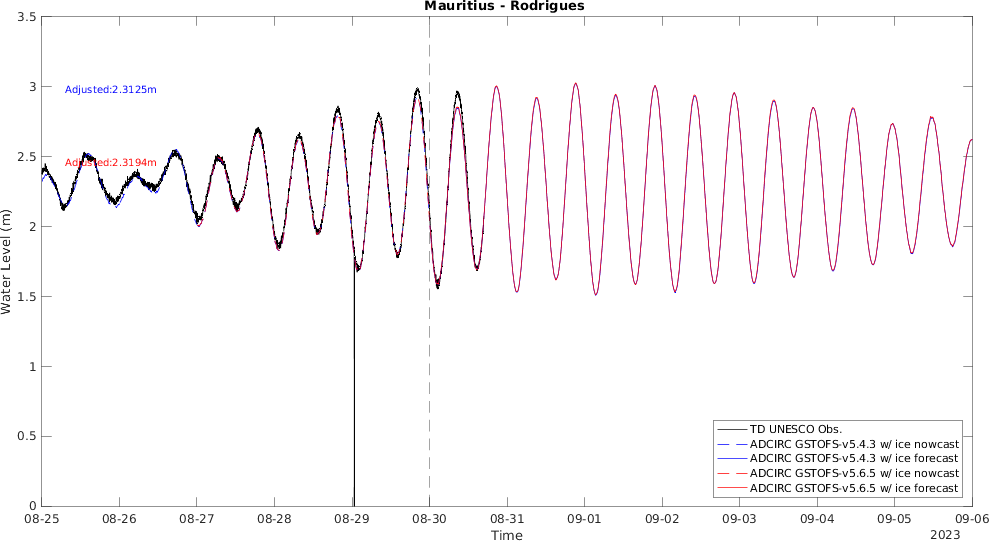 Mauritius - Rodrigues
3.5
3
2.5
2
1.5
1
0.5
0
Water Level (m)
Adjusted:2.3125m
Adjusted:2.3194m
TD UNESCO Obs.
ADCIRC GSTOFS-v5.4.3 w/ ice nowcast
ADCIRC GSTOFS-v5.4.3 w/ ice forecast
ADCIRC GSTOFS-v5.6.5 w/ ice nowcast
ADCIRC GSTOFS-v5.6.5 w/ ice forecast
08-25 08-26 08-27 08-28 08-29 08-30 08-31 09-01 09-02 09-03 09-04 09-05 09-06
Time
2023